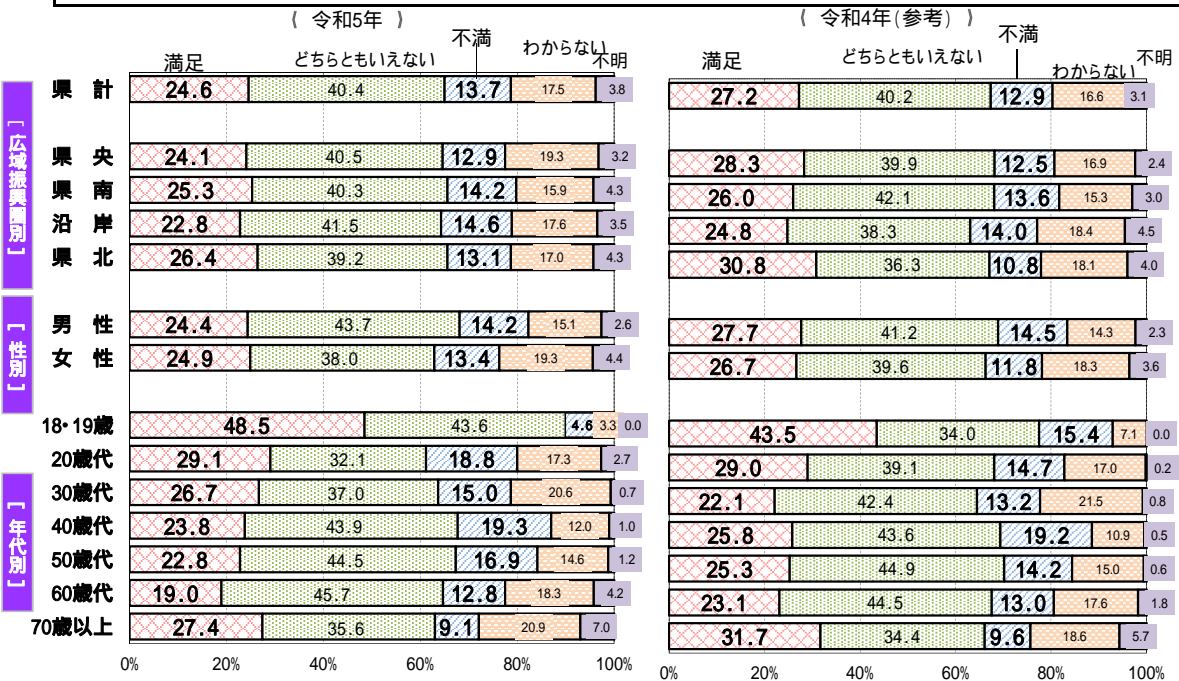 《 令和5年 》
満足 どちらともいえない 不満 わからない 不明
[広域振興圏別]
県 計 24.6 40.4 13.7 17.5 3.8
県 央 24.1 40.5 12.9 19.3 3.2
県 南 25.3 40.3 14.2 15.9 4.3
沿 岸 22.8 41.5 14.6 17.6 3.5
県 北 26.4 39.2 13.1 17.0 4.3
[性別]
男 性 24.4 43.7 14.2 15.1 2.6
女 性 24.9 38.0 13.4 19.3 4.4
[年代別]
18・19歳 48.5 43.6 4.6 3.3 0.0
20歳代 29.1 32.1 18.8 17.3 2.7
30歳代 26.7 37.0 15.0 20.6 0.7
40歳代 23.8 43.9 19.3 12.0 1.0
50歳代 22.8 44.5 16.9 14.6 1.2
60歳代 19.0 45.7 12.8 18.3 4.2
70歳以上 27.4 35.6 9.1 20.9 7.0
0% 20% 40% 60% 80% 100%
《 令和4年(参考) 》
満足 どちらともいえない 不満 わからない 不明
27.2 40.2 12.9 16.6 3.1
28.3 39.9 12.5 16.9 2.4
26.0 42.1 13.6 15.3 3.0
24.8 38.3 14.0 18.4 4.5
30.8 36.3 10.8 18.1 4.0
27.7 41.2 14.5 14.3 2.3
26.7 39.6 11.8 18.3 3.6
43.5 34.0 15.4 7.1 0.0
29.0 39.1 14.7 17.0 0.2
22.1 42.4 13.2 21.5 0.8
25.8 43.6 19.2 10.9 0.5
25.3 44.9 14.2 15.0 0.6
23.1 44.5 13.0 17.6 1.8
31.7 34.4 9.6 18.6 5.7
0% 20% 40% 60% 80% 100%